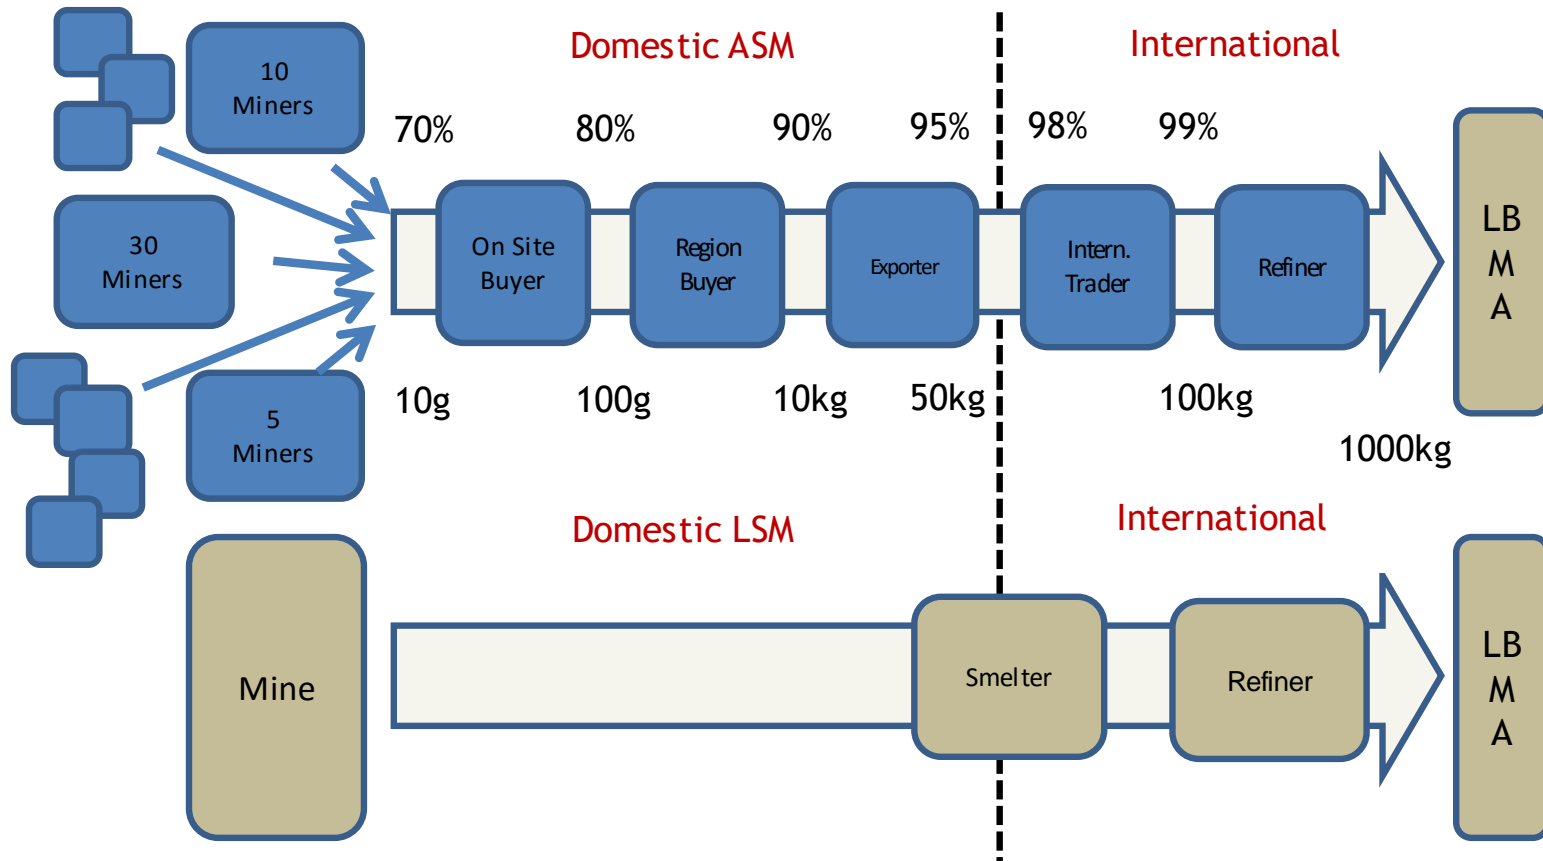 Domestic ASM
International
10
Miners
70%
80%
90%
95%
98%
99%
30
Miners
On Site
Buyer
Region
Buyer
Exporter
Intern.
Trader
Refiner
LB
M
A
5
Miners
10g
100g
10kg
50kg
100kg
1000kg
Domestic LSM
International
Mine
Smelter
Refiner
LB
M
A